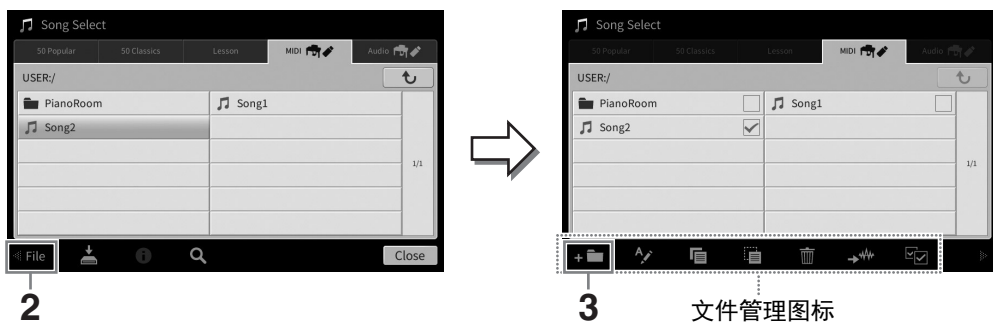 Song Select
50 Popular 50 Classics Lesson MIDI Audio
USER:/
PianoRoom Song1
Song2
1/1
File Close
2
Song Select
50 Popular 50 Classics Lesson MIDI Audio
USER:/
PianoRoom Song1
Song2
1/1
3 文件管理图标